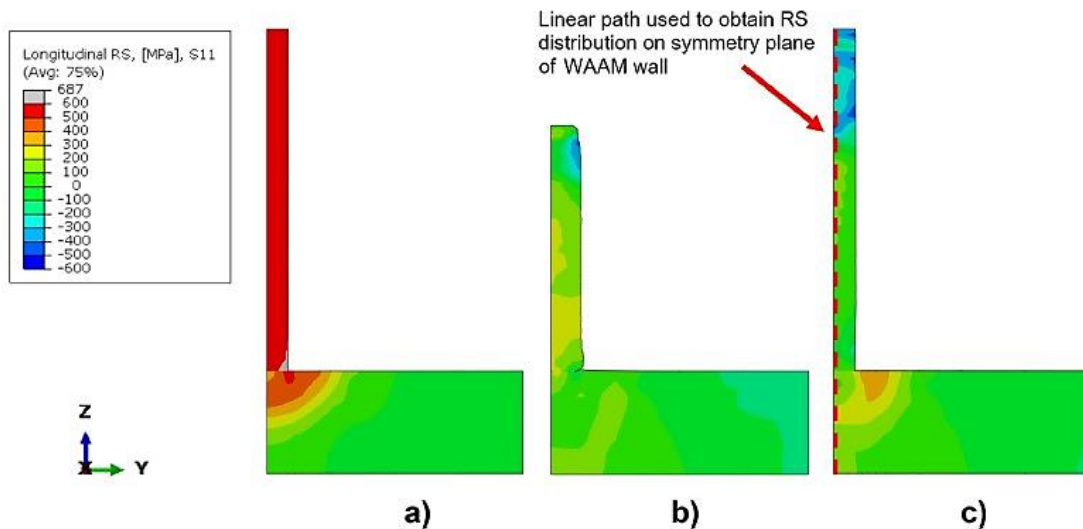 Linear path used to obtain RS
distribution on symmetry plane
of WAAM wall
Longitudinal RS, [MPa], S11
(Avg: 75%)
687
600
500
400
300
200
100
0
-100
-200
-300
-400
-500
-600
Z
X
Y
a)
b)
c)